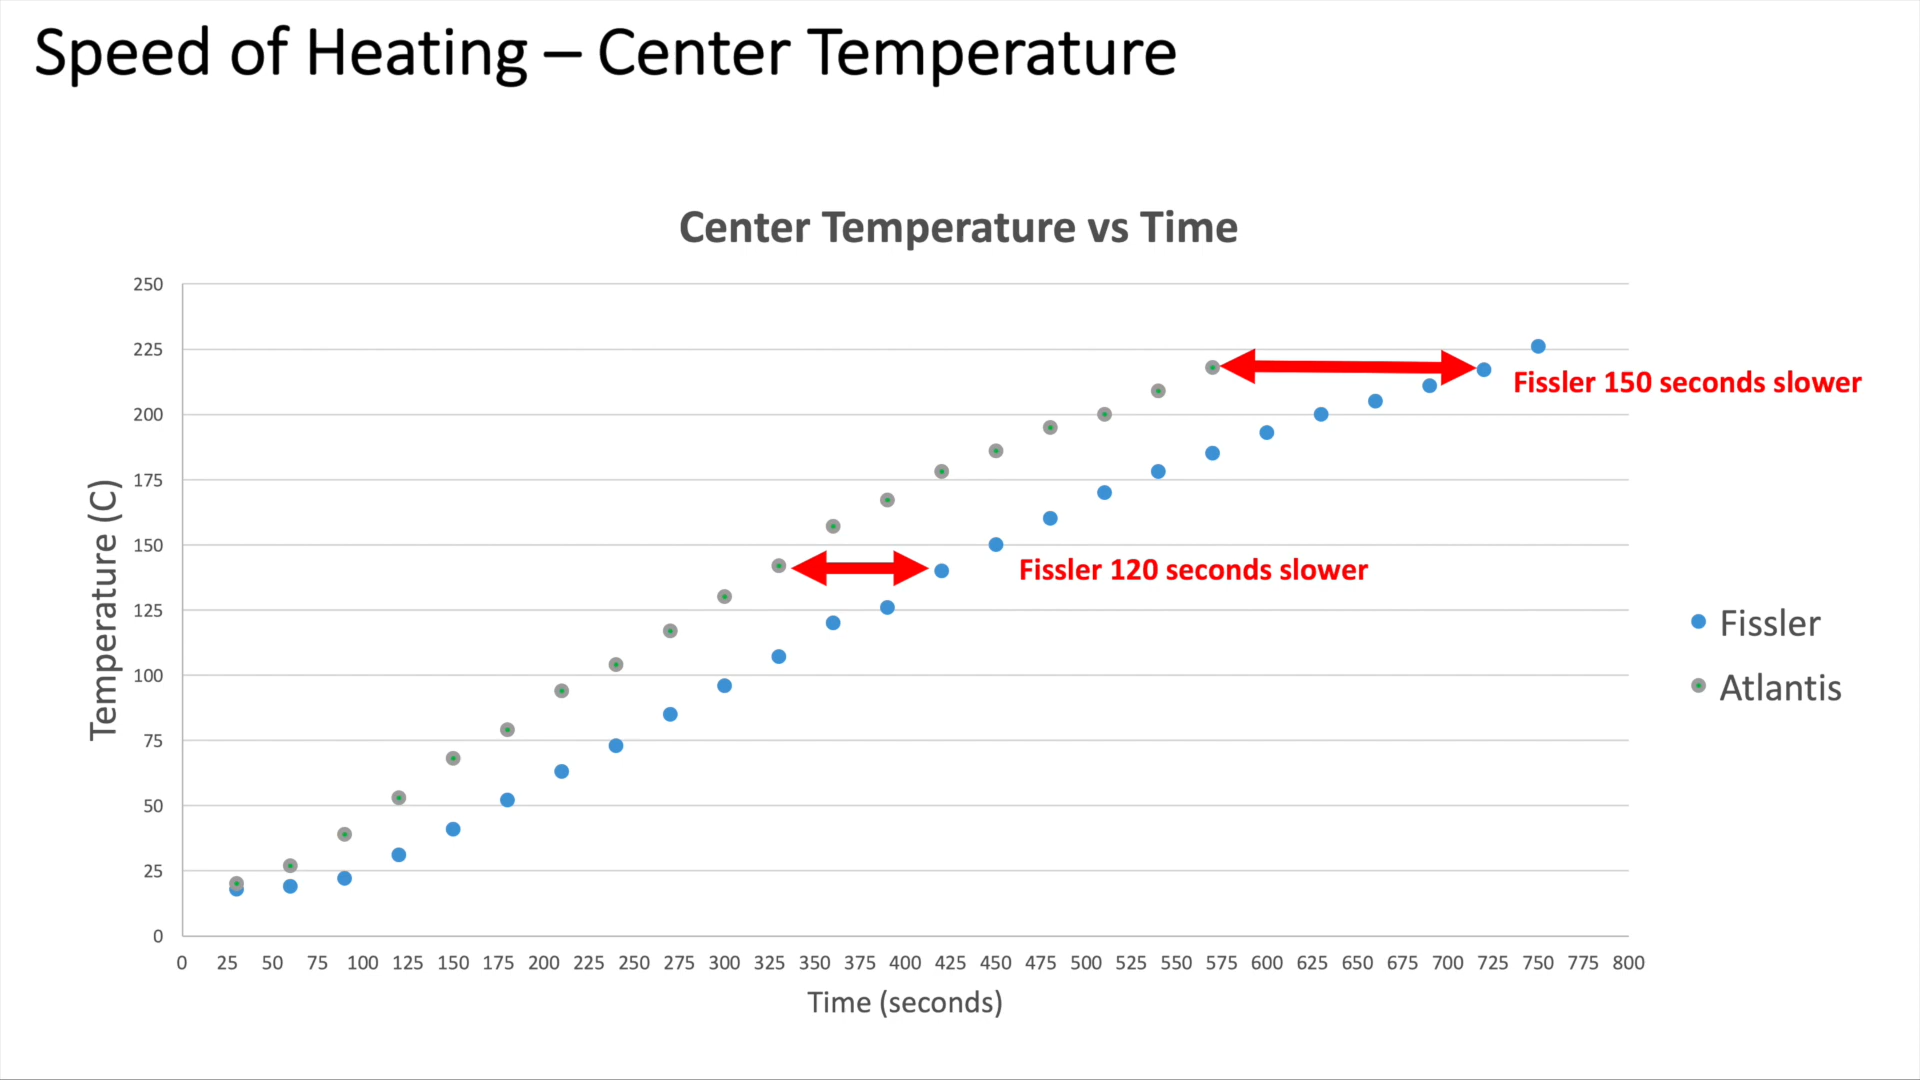 Speed of Heating – Center Temperature
Center Temperature vs Time
250
225
200
175
150
125
100
75
50
25
0
Temperature (C)
Fissler 150 seconds slower
Fissler 120 seconds slower
Fissler
Atlantis
0 25 50 75 100 125 150 175 200 225 250 275 300 325 350 375 400 425 450 475 500 525 550 575 600 625 650 675 700 725 750 775 800
Time (seconds)